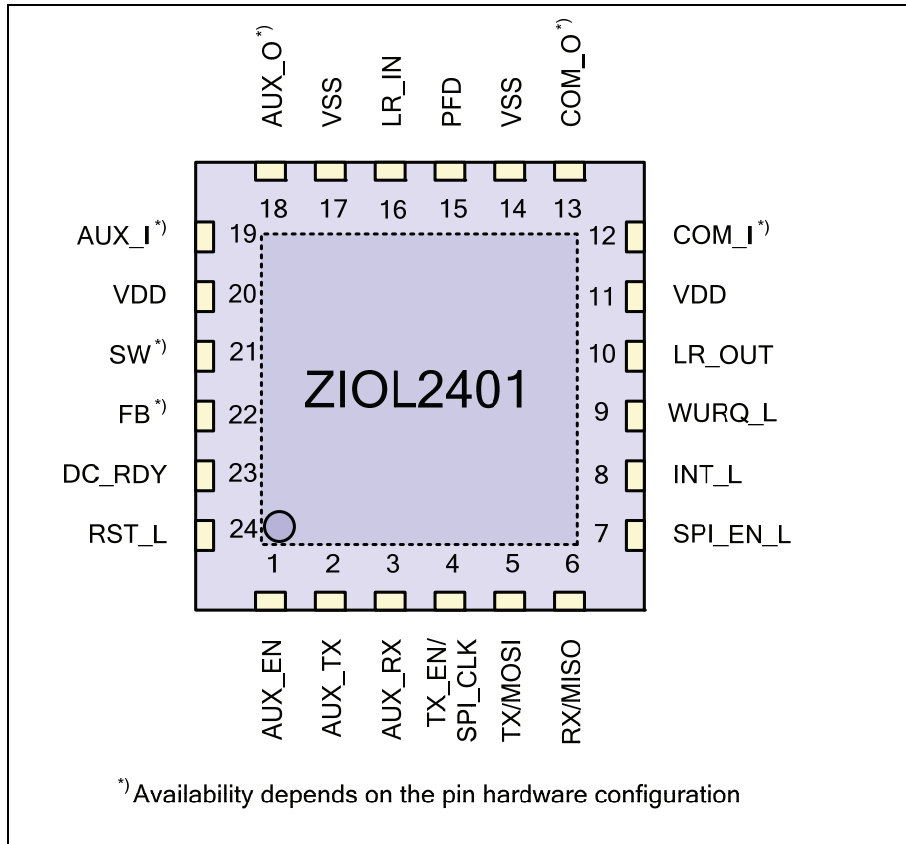 AUX_O*)
VSS
LR_IN
PFD
VSS
COM_O*)
18 17 16 15 14 13
AUX_I*) 19 12 COM_I*)
VDD 20 11 VDD
SW*) 21 10 LR_OUT
ZIOL2401
FB*) 22 9 WURQ_L
DC_RDY 23 8 INT_L
RST_L 24 7 SPI_EN_L
1 2 3 4 5 6
AUX_EN
AUX_TX
AUX_RX
TX_EN/
SPI_CLK
TX/MOSI
RX/MISO
*) Availability depends on the pin hardware configuration